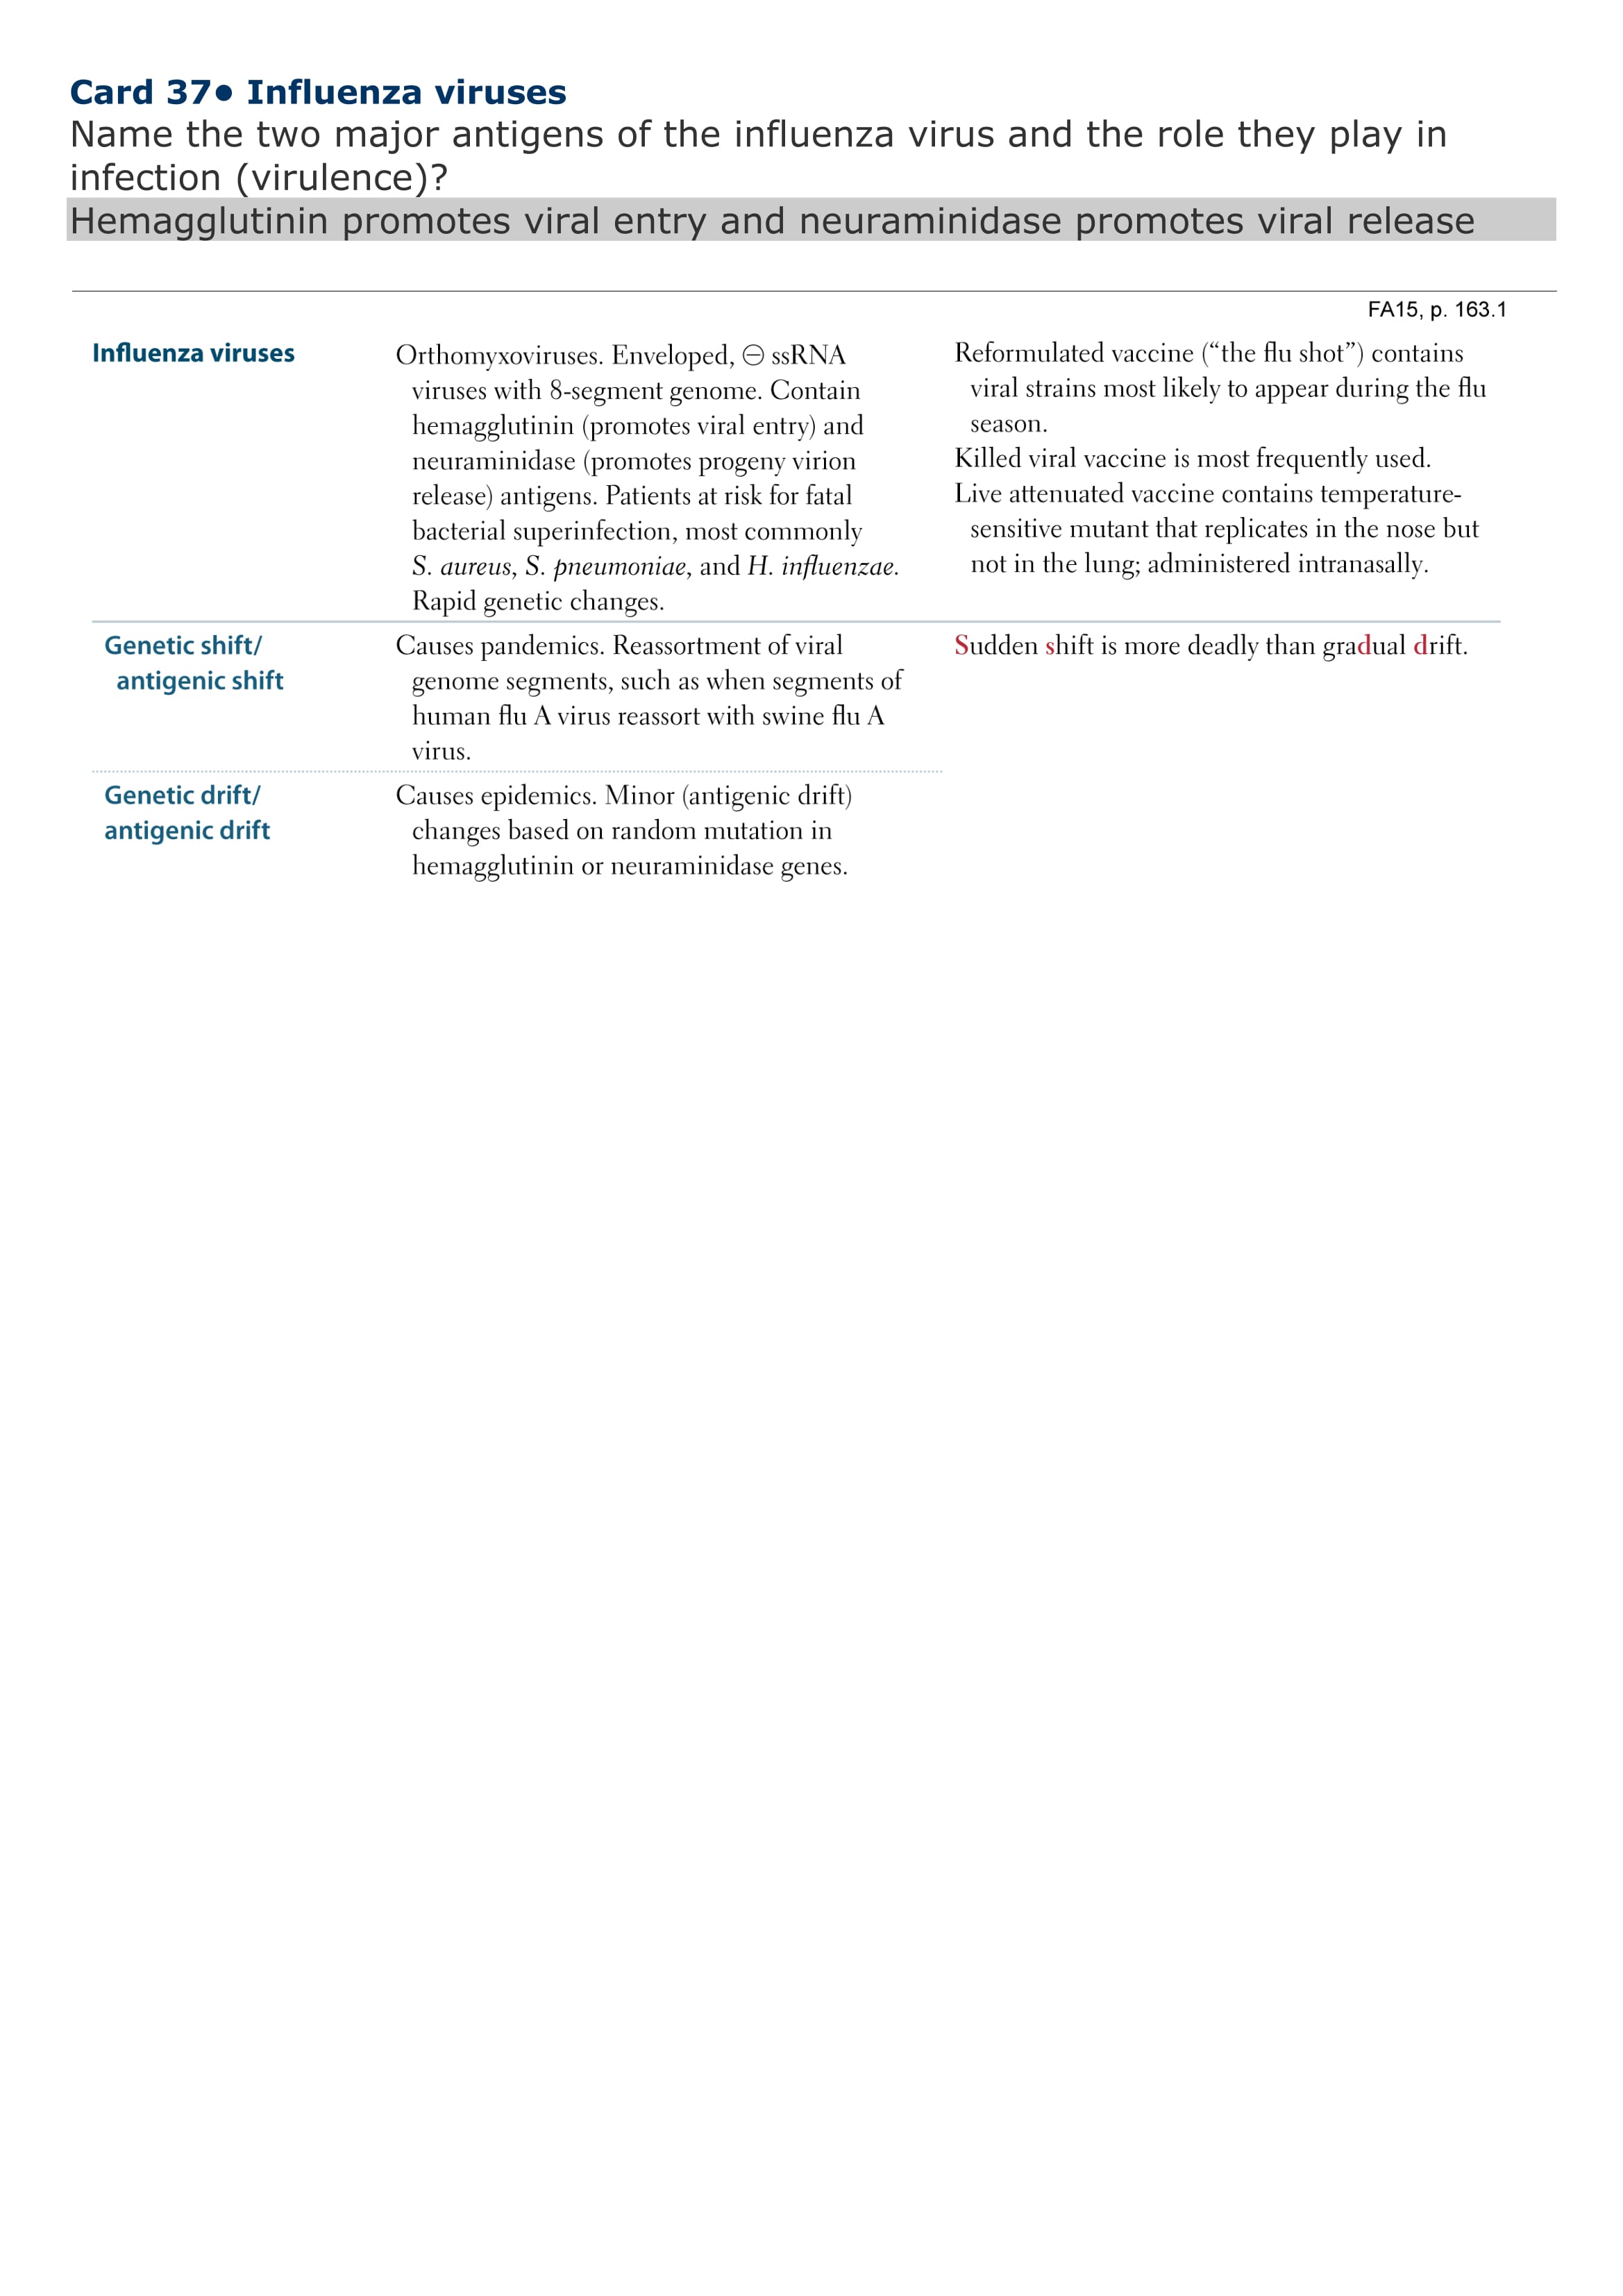 Card 37● Influenza viruses
Name the two major antigens of the influenza virus and the role they play in
infection (virulence)?
Hemagglutinin promotes viral entry and neuraminidase promotes viral release
FA15, p. 163.1
Influenza viruses
Orthomyxoviruses. Enveloped, ⊖ ssRNA
viruses with 8-segment genome. Contain
hemagglutinin (promotes viral entry) and
neuraminidase (promotes progeny virion
release) antigens. Patients at risk for fatal
bacterial superinfection, most commonly
S. aureus, S. pneumoniae, and H. influenzae.
Rapid genetic changes.
Reformulated vaccine (“the flu shot”) contains
viral strains most likely to appear during the flu
season.
Killed viral vaccine is most frequently used.
Live attenuated vaccine contains temperature-
sensitive mutant that replicates in the nose but
not in the lung; administered intranasally.
Genetic shift/
antigenic shift
Causes pandemics. Reassortment of viral
genome segments, such as when segments of
human flu A virus reassort with swine flu A
virus.
Sudden shift is more deadly than gradual drift.
Genetic drift/
antigenic drift
Causes epidemics. Minor (antigenic drift)
changes based on random mutation in
hemagglutinin or neuraminidase genes.